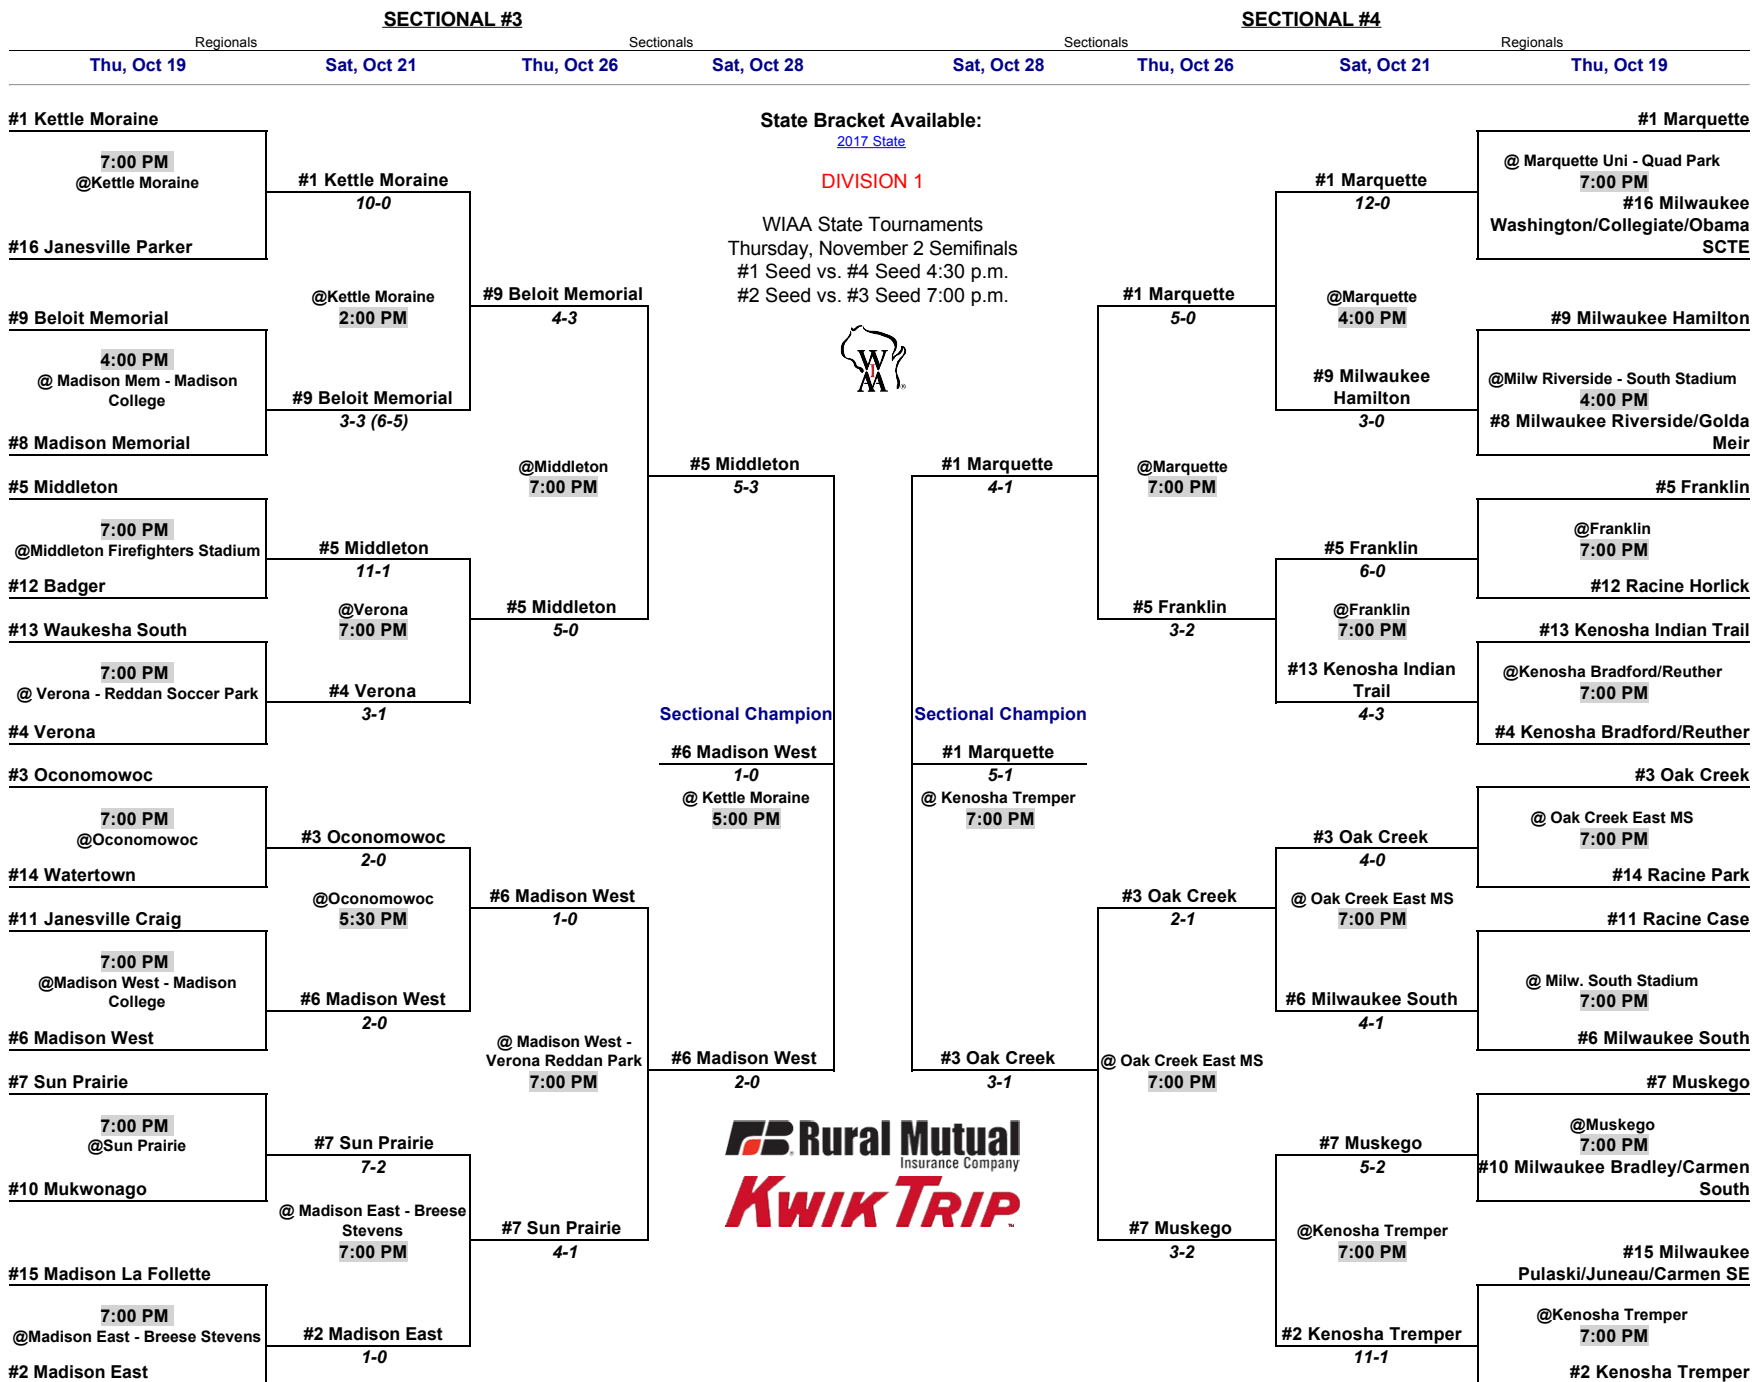 SECTIONAL #3
SECTIONAL #4
Regionals
Sectionals
Sectionals
Regionals
Thu, Oct 19
Sat, Oct 21
Thu, Oct 26
Sat, Oct 28
Sat, Oct 28
Thu, Oct 26
Sat, Oct 21
Thu, Oct 19
#1 Kettle Moraine
7:00 PM
@Kettle Moraine
#16 Janesville Parker
#9 Beloit Memorial
4:00 PM
@ Madison Mem - Madison
College
#8 Madison Memorial
#5 Middleton
7:00 PM
@Middleton Firefighters Stadium
#12 Badger
#13 Waukesha South
7:00 PM
@ Verona - Reddan Soccer Park
#4 Verona
#3 Oconomowoc
7:00 PM
@Oconomowoc
#14 Watertown
#11 Janesville Craig
7:00 PM
@Madison West - Madison
College
#6 Madison West
#7 Sun Prairie
7:00 PM
@Sun Prairie
#10 Mukwonago
#15 Madison La Follette
7:00 PM
@Madison East - Breese Stevens
#2 Madison East
#1 Kettle Moraine
10-0
@Kettle Moraine
2:00 PM
#9 Beloit Memorial
3-3 (6-5)
#5 Middleton
11-1
@Verona
7:00 PM
#4 Verona
3-1
#3 Oconomowoc
2-0
@Oconomowoc
5:30 PM
#6 Madison West
2-0
#7 Sun Prairie
7-2
@ Madison East - Breese
Stevens
7:00 PM
#2 Madison East
1-0
#9 Beloit Memorial
4-3
@Middleton
7:00 PM
#5 Middleton
5-0
#6 Madison West
1-0
@ Madison West -
Verona Reddan Park
7:00 PM
#7 Sun Prairie
4-1
#5 Middleton
5-3
Sectional Champion
#6 Madison West
1-0
@ Kettle Moraine
5:00 PM
#6 Madison West
2-0
State Bracket Available:
2017 State
DIVISION 1
WIAA State Tournaments
Thursday, November 2 Semifinals
#1 Seed vs. #4 Seed 4:30 p.m.
#2 Seed vs. #3 Seed 7:00 p.m.
WIAA
Rural Mutual
Insurance Company
KWIK TRIP
#1 Marquette
4-1
Sectional Champion
#1 Marquette
5-1
@ Kenosha Tremper
7:00 PM
#3 Oak Creek
3-1
#1 Marquette
5-0
@Marquette
7:00 PM
#5 Franklin
3-2
#3 Oak Creek
2-1
@ Oak Creek East MS
7:00 PM
#7 Muskego
3-2
#1 Marquette
12-0
@Marquette
4:00 PM
#9 Milwaukee
Hamilton
3-0
#5 Franklin
6-0
@Franklin
7:00 PM
#13 Kenosha Indian
Trail
4-3
#3 Oak Creek
4-0
@ Oak Creek East MS
7:00 PM
#6 Milwaukee South
4-1
#7 Muskego
5-2
@Kenosha Tremper
7:00 PM
#2 Kenosha Tremper
11-1
#1 Marquette
@ Marquette Uni - Quad Park
7:00 PM
#16 Milwaukee
Washington/Collegiate/Obama
SCTE
#9 Milwaukee Hamilton
@Milw Riverside - South Stadium
4:00 PM
#8 Milwaukee Riverside/Golda
Meir
#5 Franklin
@Franklin
7:00 PM
#12 Racine Horlick
#13 Kenosha Indian Trail
@Kenosha Bradford/Reuther
7:00 PM
#4 Kenosha Bradford/Reuther
#3 Oak Creek
@ Oak Creek East MS
7:00 PM
#14 Racine Park
#11 Racine Case
@ Milw. South Stadium
7:00 PM
#6 Milwaukee South
#7 Muskego
@Muskego
7:00 PM
#10 Milwaukee Bradley/Carmen
South
#15 Milwaukee
Pulaski/Juneau/Carmen SE
@Kenosha Tremper
7:00 PM
#2 Kenosha Tremper